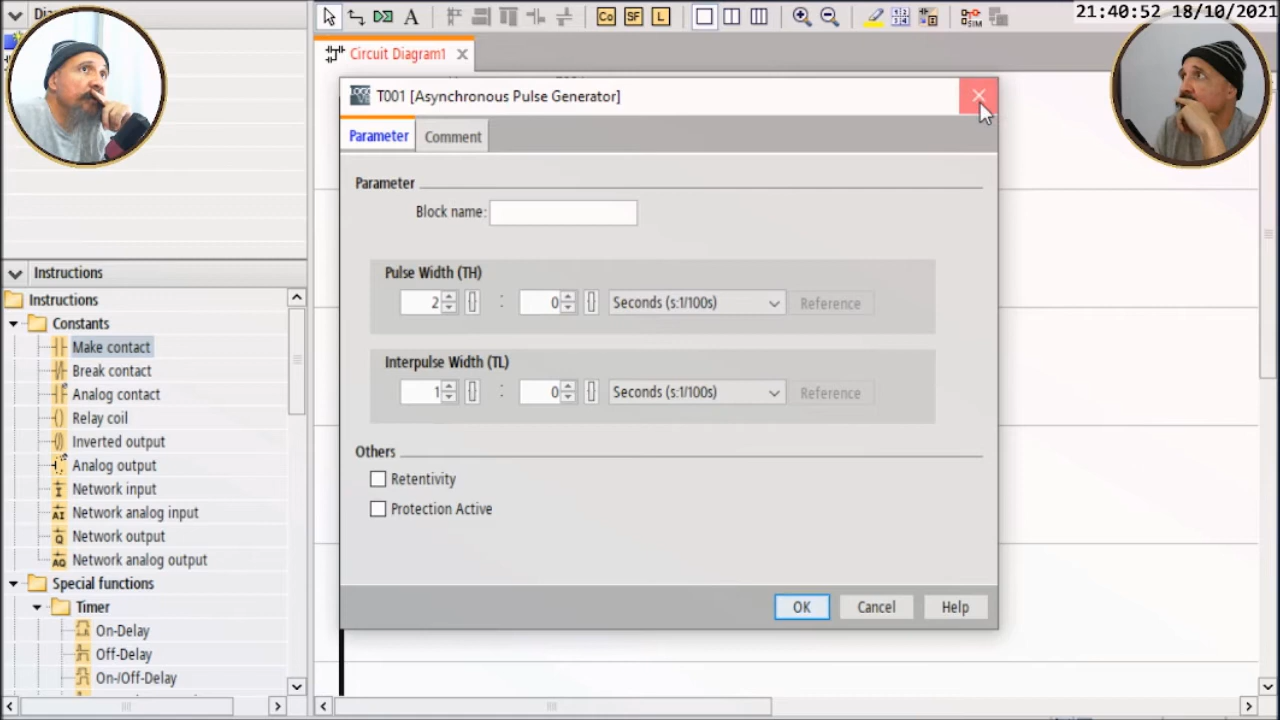 Dia
A
Co
SF
L
21:40:52 18/10/2021
Circuit Diagram1
T001 [Asynchronous Pulse Generator]
Parameter
Comment
Parameter
Block name:
Pulse Width (TH)
2 : 0 Seconds (s:1/100s) Reference
Interpulse Width (TL)
1 : 0 Seconds (s:1/100s) Reference
Others
Retentivity
Protection Active
OK
Cancel
Help
Instructions
Instructions
Constants
Make contact
Break contact
Analog contact
Relay coil
Inverted output
Analog output
Network input
Network analog input
Network output
Network analog output
Special functions
Timer
On-Delay
Off-Delay
On-/Off-Delay